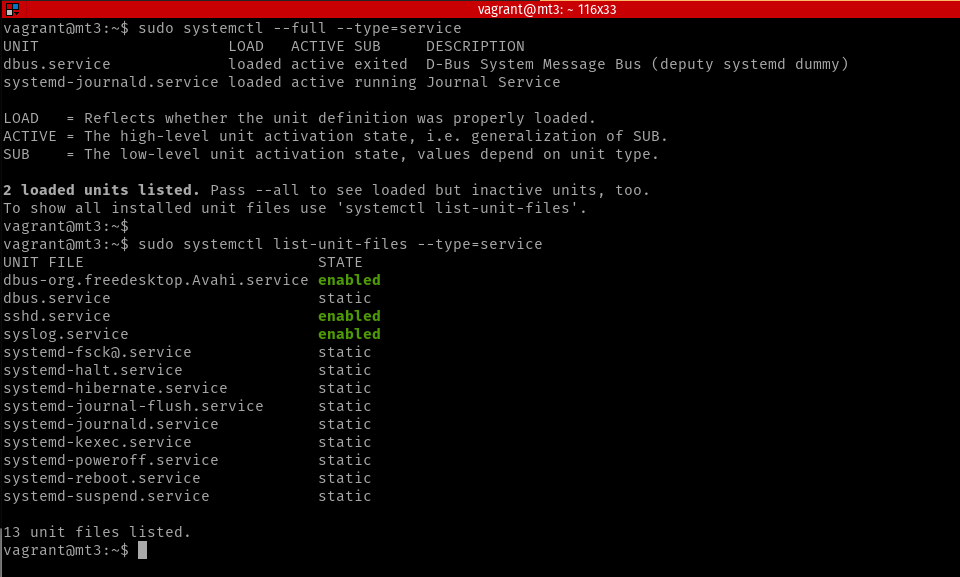 vagrant@mt3: ~ 116x33
vagrant@mt3:~$ sudo systemctl --full --type=service
UNIT                     LOAD   ACTIVE SUB     DESCRIPTION
dbus.service             loaded active exited  D-Bus System Message Bus (deputy systemd dummy)
systemd-journald.service loaded active running Journal Service

LOAD   = Reflects whether the unit definition was properly loaded.
ACTIVE = The high-level unit activation state, i.e. generalization of SUB.
SUB    = The low-level unit activation state, values depend on unit type.

2 loaded units listed. Pass --all to see loaded but inactive units, too.
To show all installed unit files use 'systemctl list-unit-files'.
vagrant@mt3:~$
vagrant@mt3:~$ sudo systemctl list-unit-files --type=service
UNIT FILE                          STATE
dbus-org.freedesktop.Avahi.service enabled
dbus.service                       static
sshd.service                       enabled
syslog.service                     enabled
systemd-fsck@.service              static
systemd-halt.service               static
systemd-hibernate.service          static
systemd-journal-flush.service      static
systemd-journald.service           static
systemd-kexec.service              static
systemd-poweroff.service           static
systemd-reboot.service             static
systemd-suspend.service            static

13 unit files listed.
vagrant@mt3:~$